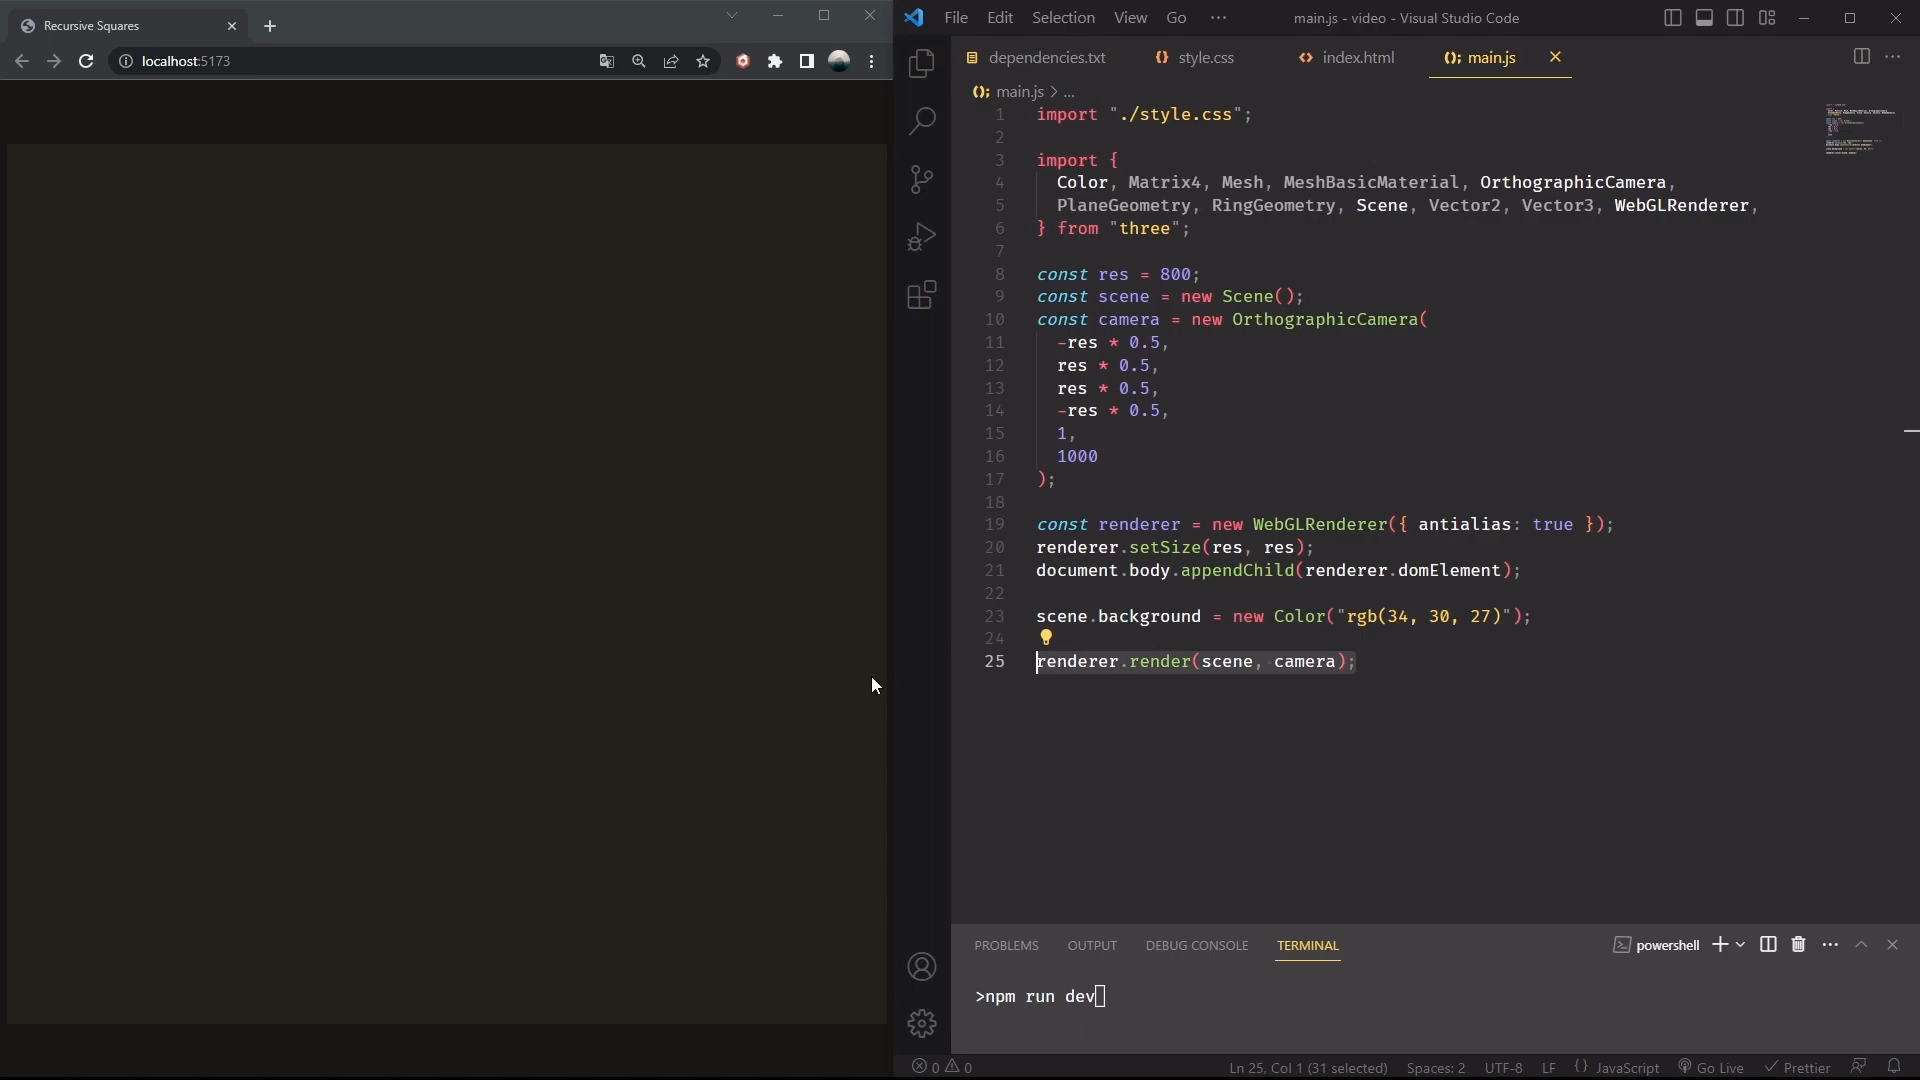 Recursive Squares
localhost:5173
File Edit Selection View Go ··· main.js - video - Visual Studio Code
dependencies.txt style.css index.html main.js
main.js > ...
1 import "./style.css";
2
3 import {
4 Color, Matrix4, Mesh, MeshBasicMaterial, OrthographicCamera,
5 PlaneGeometry, RingGeometry, Scene, Vector2, Vector3, WebGLRenderer,
6 } from "three";
7
8 const res = 800;
9 const scene = new Scene();
10 const camera = new OrthographicCamera(
11 -res * 0.5,
12 res * 0.5,
13 res * 0.5,
14 -res * 0.5,
15 1,
16 1000
17 );
18
19 const renderer = new WebGLRenderer({ antialias: true });
20 renderer.setSize(res, res);
21 document.body.appendChild(renderer.domElement);
22
23 scene.background = new Color("rgb(34, 30, 27)");
24
25 renderer.render(scene, camera);
PROBLEMS OUTPUT DEBUG CONSOLE TERMINAL powershell
>npm run dev
0 0 Ln 25, Col 1 (31 selected) Spaces: 2 UTF-8 LF {} JavaScript Go Live Prettier